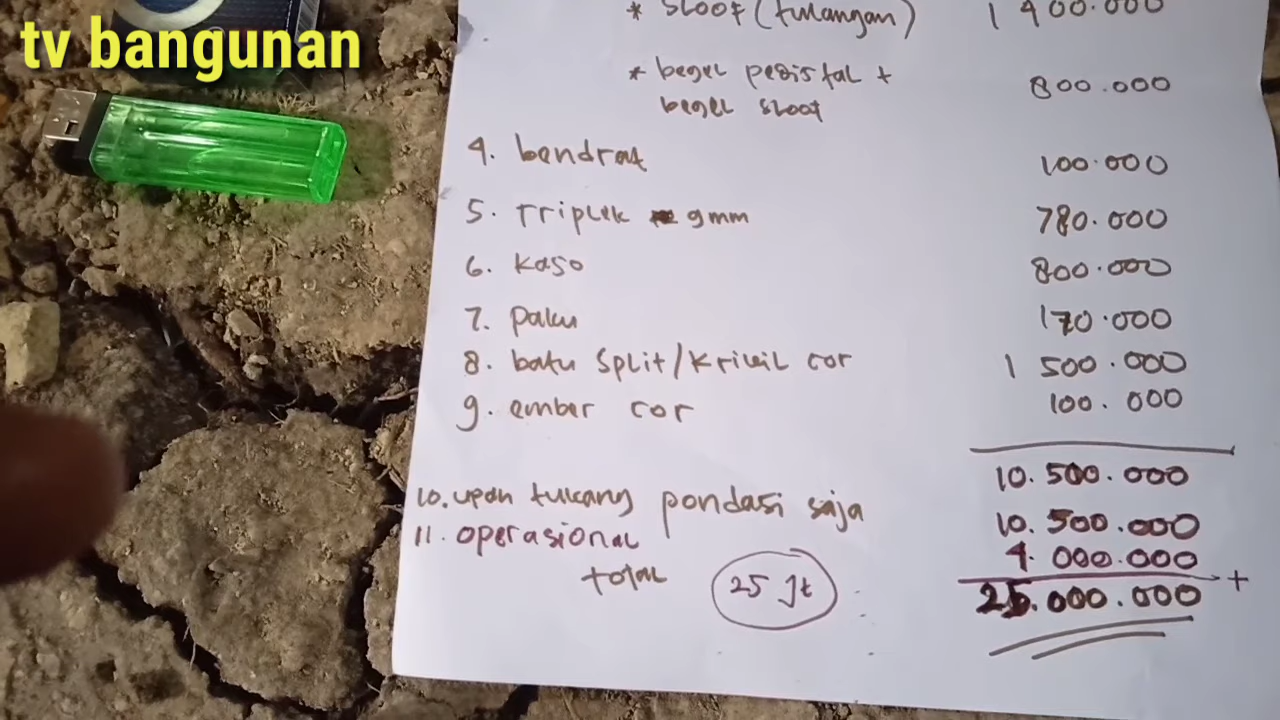 tv bangunan
* sloof (tulangan) 1 400.000
* begel pedistal + 800.000
begel sloof
4. bendrat 100.000
5. Triplek 9mm 780.000
6. kaso 800.000
7. paku 170.000
8. batu split/krikil cor 1 500.000
9. ember cor 100.000
10.500.000
10. upah tukang pondasi saja 10.500.000
11. operasional 4.000.000
total 25 Jt 25.000.000 +